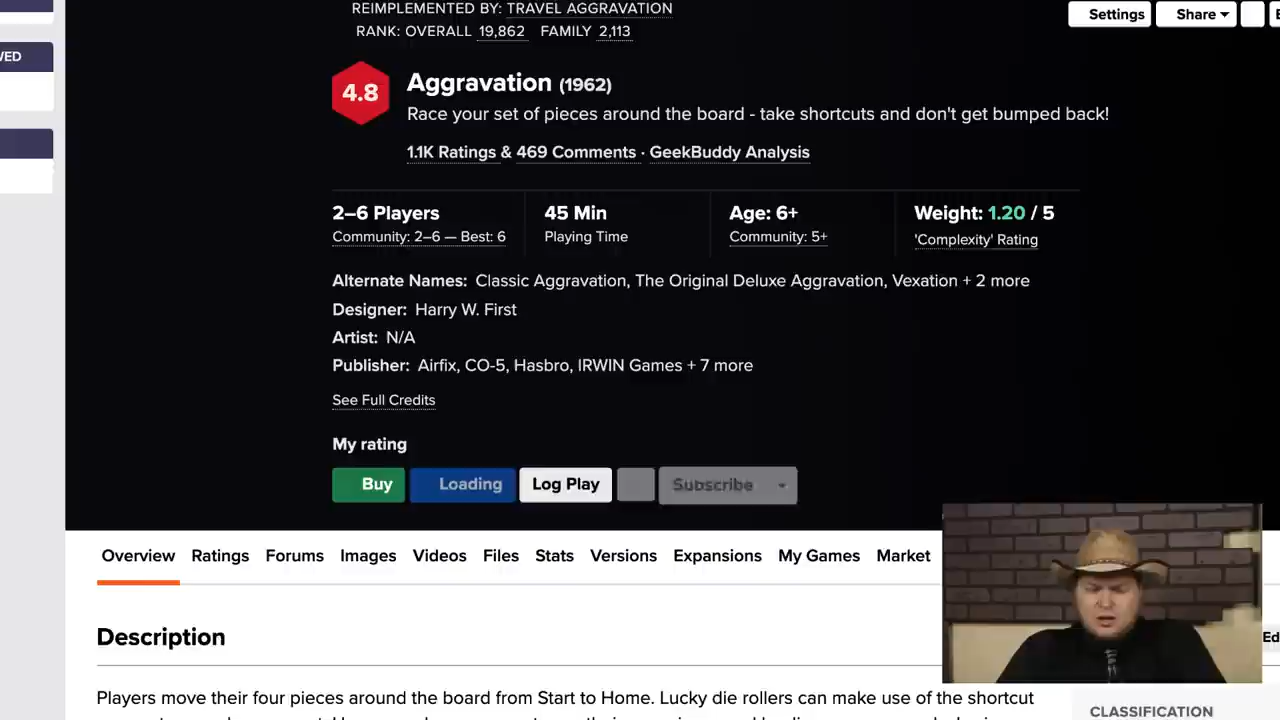 REIMPLEMENTED BY: TRAVEL AGGRAVATION
RANK: OVERALL 19,862 FAMILY 2,113
Settings
Share
WED
4.8
Aggravation (1962)
Race your set of pieces around the board - take shortcuts and don't get bumped back!
1.1K Ratings & 469 Comments · GeekBuddy Analysis
2–6 Players
Community: 2–6 — Best: 6
45 Min
Playing Time
Age: 6+
Community: 5+
Weight: 1.20 / 5
'Complexity' Rating
Alternate Names: Classic Aggravation, The Original Deluxe Aggravation, Vexation + 2 more
Designer: Harry W. First
Artist: N/A
Publisher: Airfix, CO-5, Hasbro, IRWIN Games + 7 more
See Full Credits
My rating
Buy Loading Log Play Subscribe
Overview Ratings Forums Images Videos Files Stats Versions Expansions My Games Market
Description
Ed
Players move their four pieces around the board from Start to Home. Lucky die rollers can make use of the shortcut
CLASSIFICATION